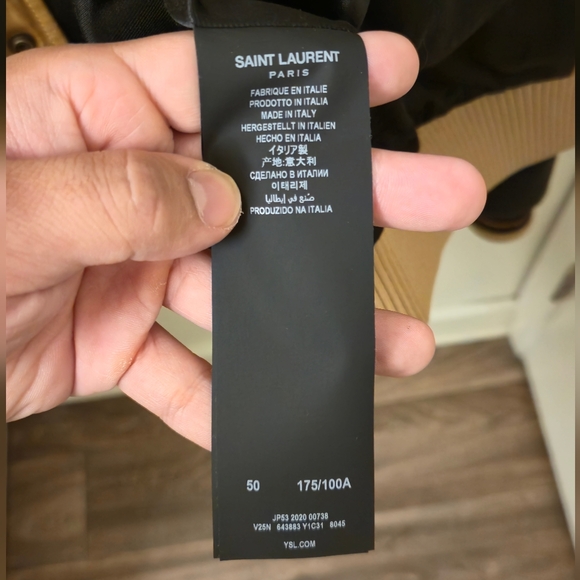 SAINT LAURENT
PARIS
FABRIQUE EN ITALIE
PRODOTTO IN ITALIA
MADE IN ITALY
HERGESTELLT IN ITALIEN
HECHO EN ITALIA
イタリア製
产地:意大利
СДЕЛАНО В ИТАЛИИ
이태리제
صنع في إيطاليا
PRODUZIDO NA ITALIA
50 175/100A
JP53 2020 00738
V25N 643883 Y1C31 8045
YSL.COM